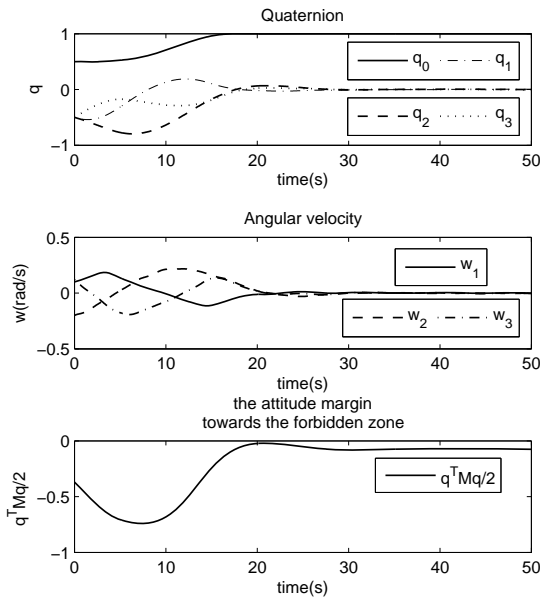 Quaternion
1
0
−1
q
q0 q1
q2 q3
0 10 20 30 40 50
time(s)
Angular velocity
0.5
0
−0.5
w(rad/s)
w1
w2 w3
0 10 20 30 40 50
time(s)
the attitude margin
towards the forbidden zone
0
−0.5
−1
qTMq/2
qTMq/2
0 10 20 30 40 50
time(s)